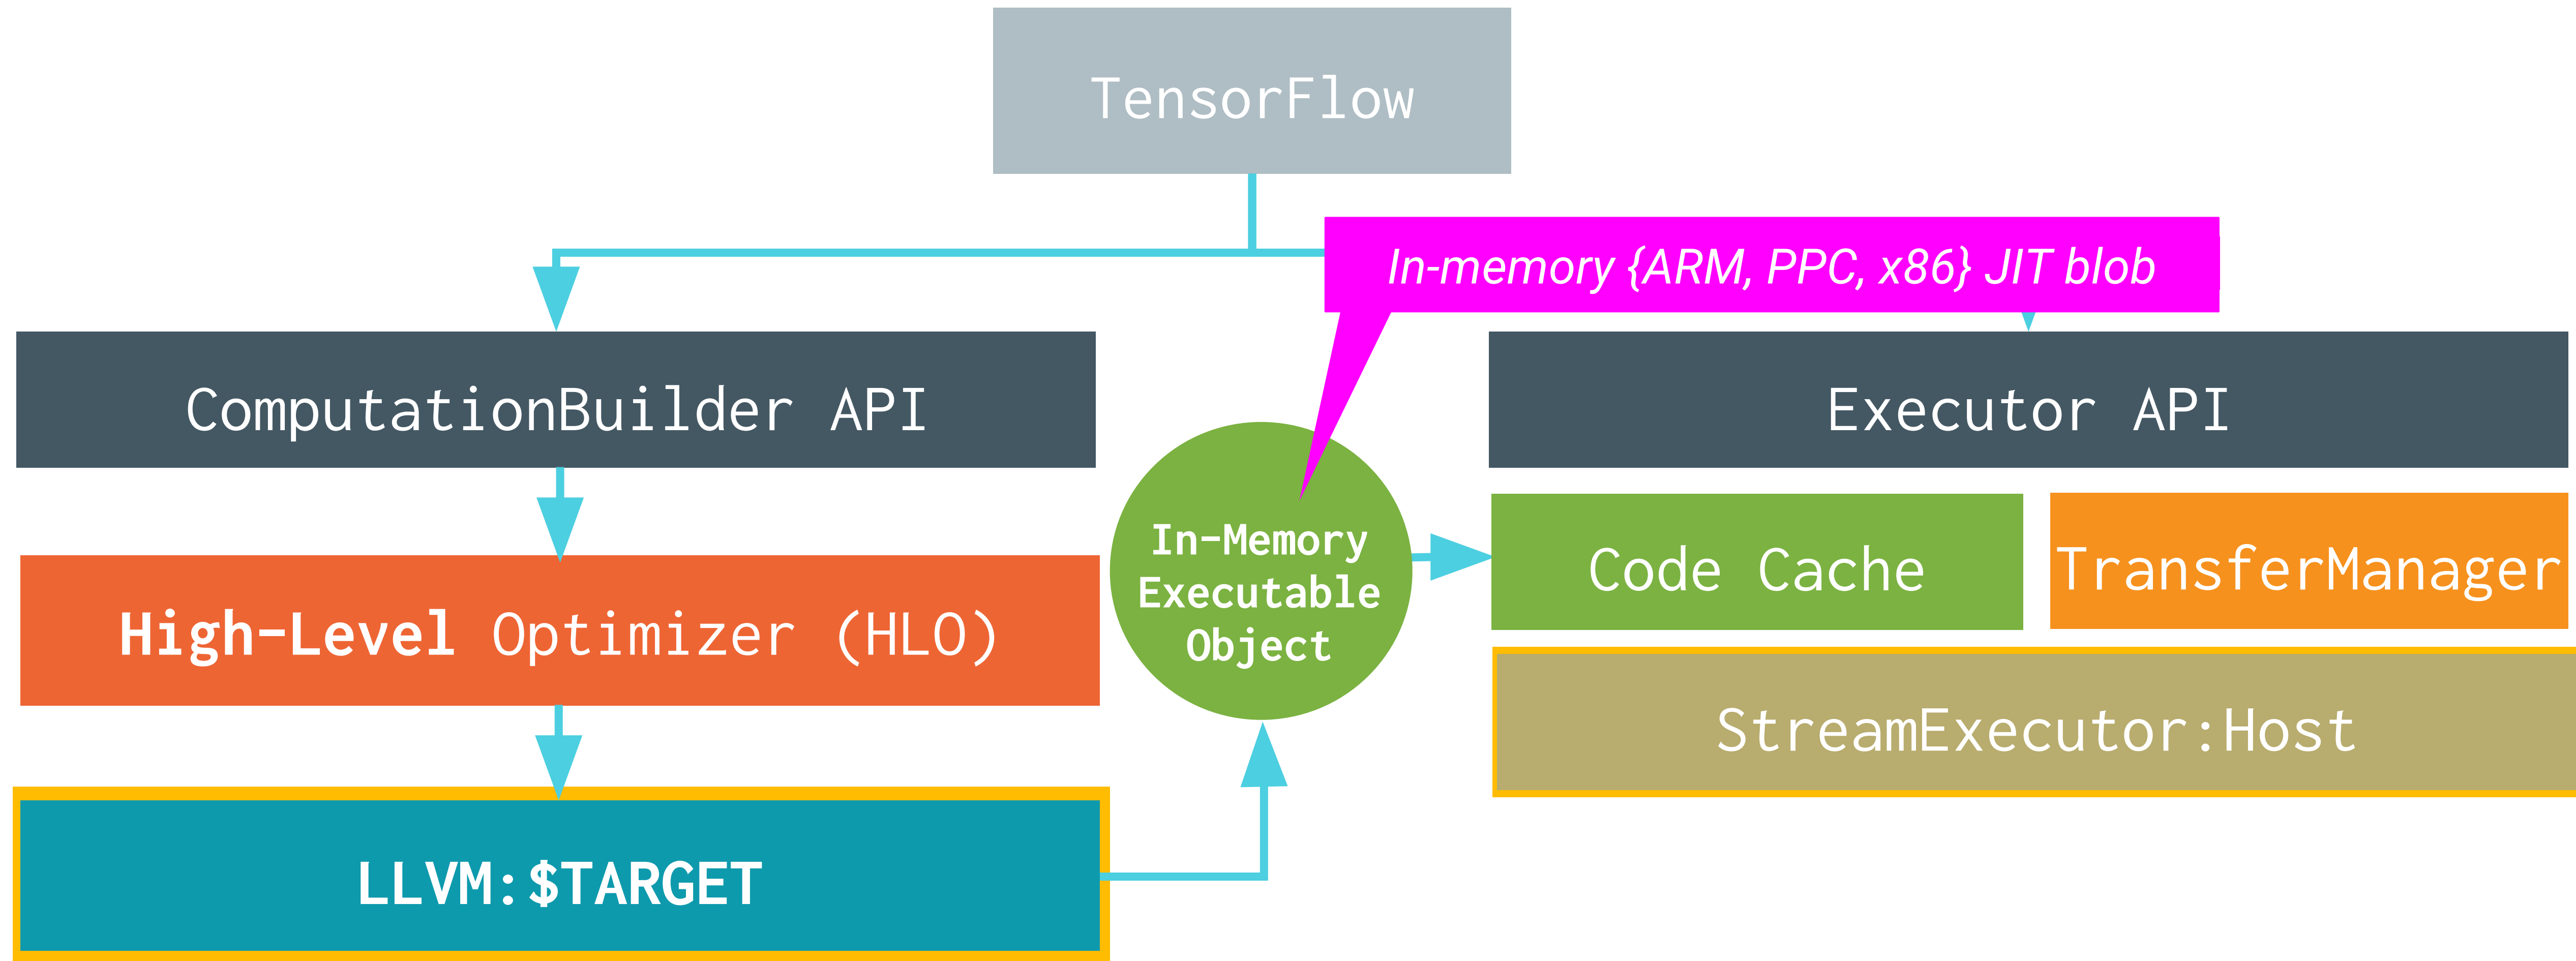 TensorFlow
In-memory {ARM, PPC, x86} JIT blob
ComputationBuilder API
Executor API
In-Memory
Executable
Object
Code Cache
TransferManager
High-Level Optimizer (HLO)
StreamExecutor:Host
LLVM:$TARGET